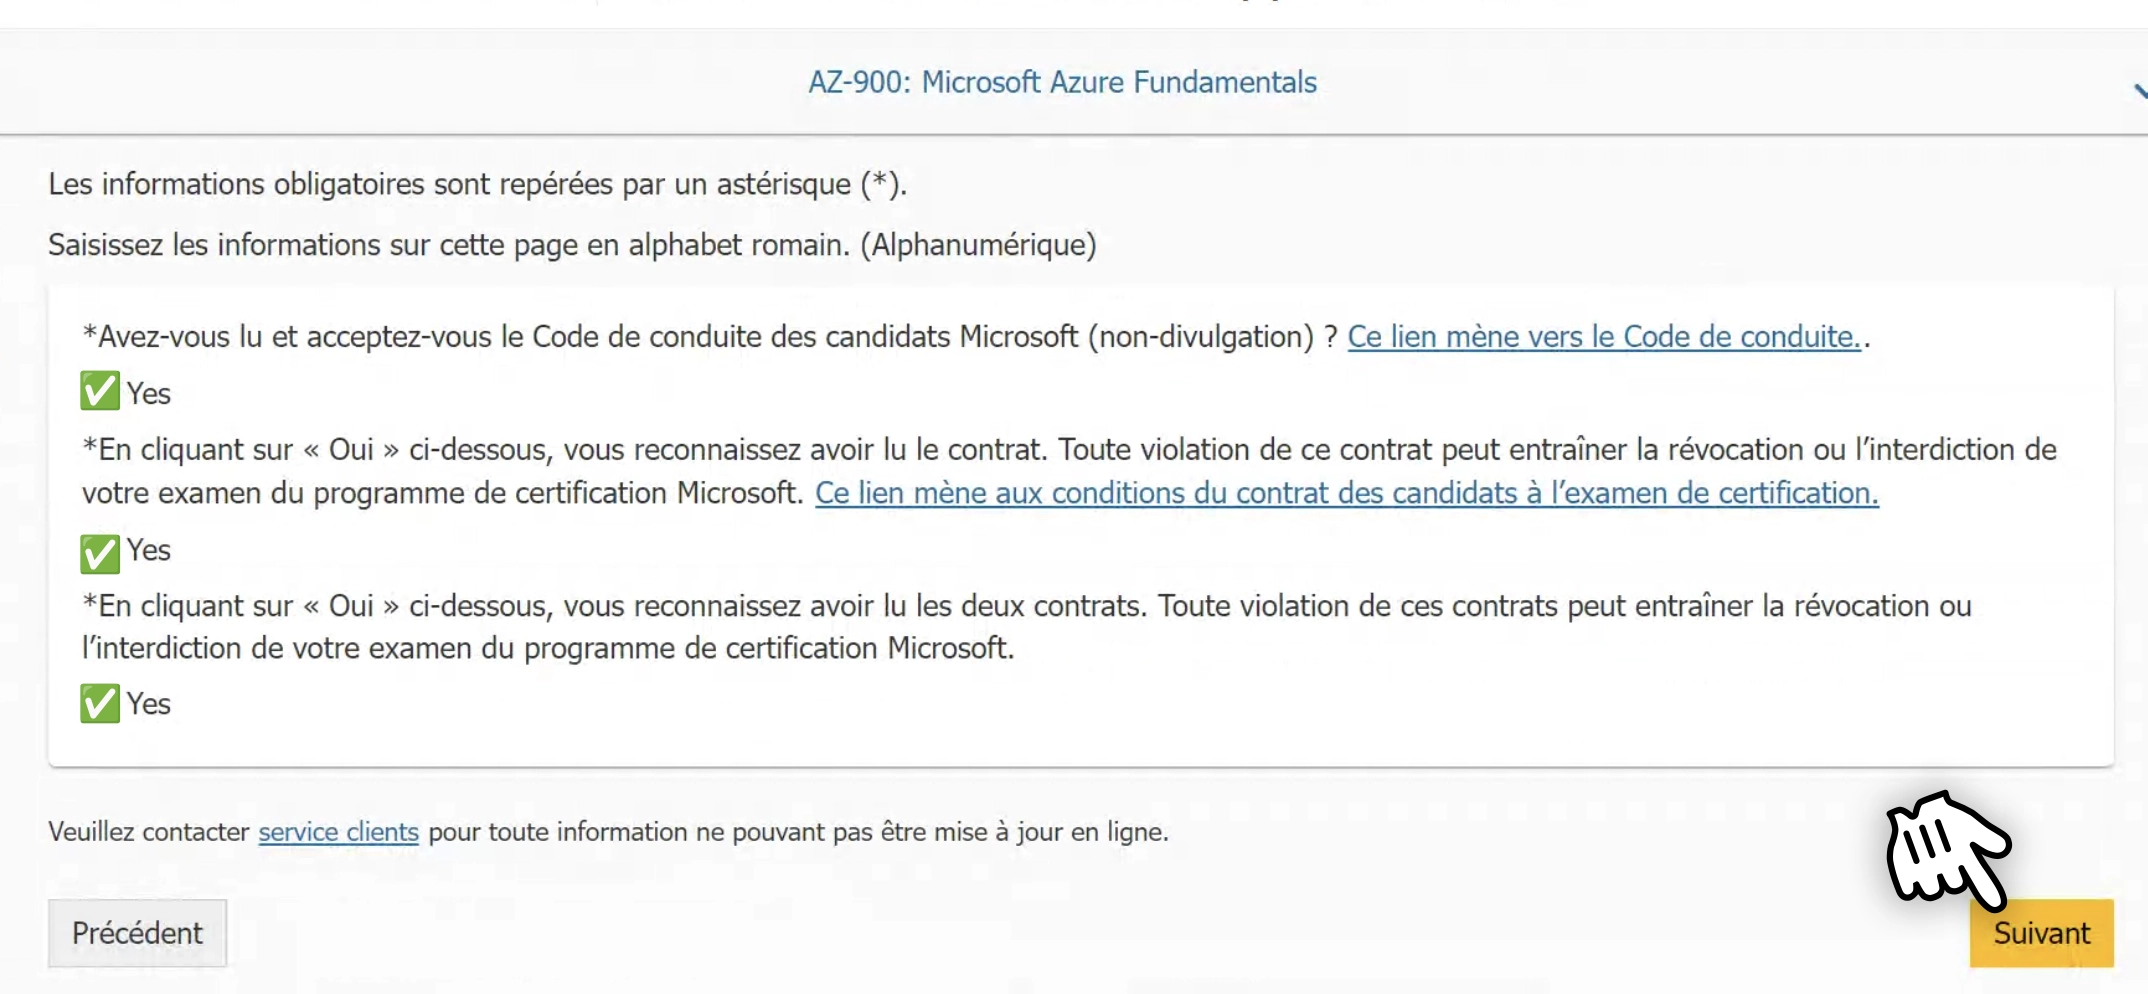 AZ-900: Microsoft Azure Fundamentals
Les informations obligatoires sont repérées par un astérisque (*).
Saisissez les informations sur cette page en alphabet romain. (Alphanumérique)
*Avez-vous lu et acceptez-vous le Code de conduite des candidats Microsoft (non-divulgation) ? Ce lien mène vers le Code de conduite..
Yes
*En cliquant sur « Oui » ci-dessous, vous reconnaissez avoir lu le contrat. Toute violation de ce contrat peut entraîner la révocation ou l’interdiction de
votre examen du programme de certification Microsoft. Ce lien mène aux conditions du contrat des candidats à l’examen de certification.
Yes
*En cliquant sur « Oui » ci-dessous, vous reconnaissez avoir lu les deux contrats. Toute violation de ces contrats peut entraîner la révocation ou
l’interdiction de votre examen du programme de certification Microsoft.
Yes
Veuillez contacter service clients pour toute information ne pouvant pas être mise à jour en ligne.
Précédent
Suivant